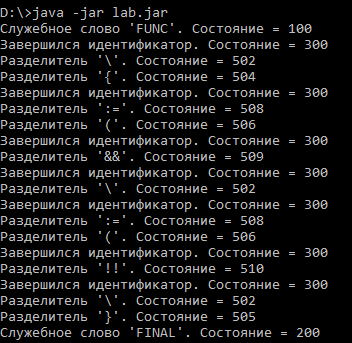 D:\>java -jar lab.jar
Служебное слово 'FUNC'. Состояние = 100
Завершился идентификатор. Состояние = 300
Разделитель '\'. Состояние = 502
Разделитель '{'. Состояние = 504
Завершился идентификатор. Состояние = 300
Разделитель ':='. Состояние = 508
Разделитель '('. Состояние = 506
Завершился идентификатор. Состояние = 300
Разделитель '&&'. Состояние = 509
Завершился идентификатор. Состояние = 300
Разделитель '\'. Состояние = 502
Завершился идентификатор. Состояние = 300
Разделитель ':='. Состояние = 508
Разделитель '('. Состояние = 506
Завершился идентификатор. Состояние = 300
Разделитель '!!'. Состояние = 510
Завершился идентификатор. Состояние = 300
Разделитель '\'. Состояние = 502
Разделитель '}'. Состояние = 505
Служебное слово 'FINAL'. Состояние = 200